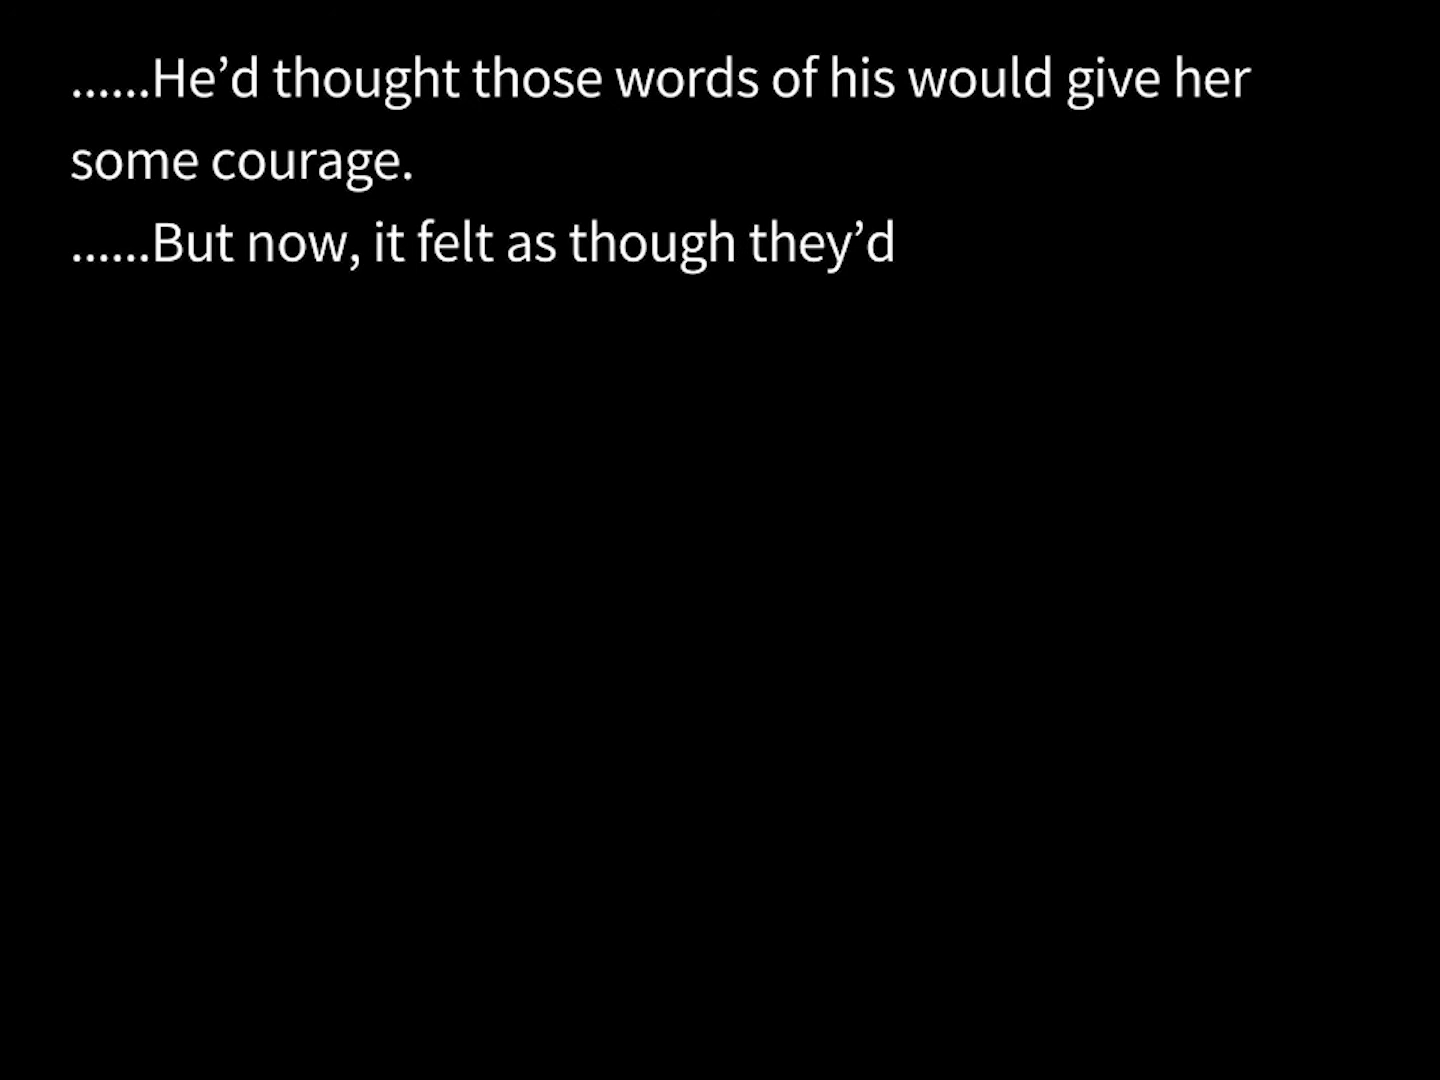 ......He’d thought those words of his would give her
some courage.
......But now, it felt as though they’d